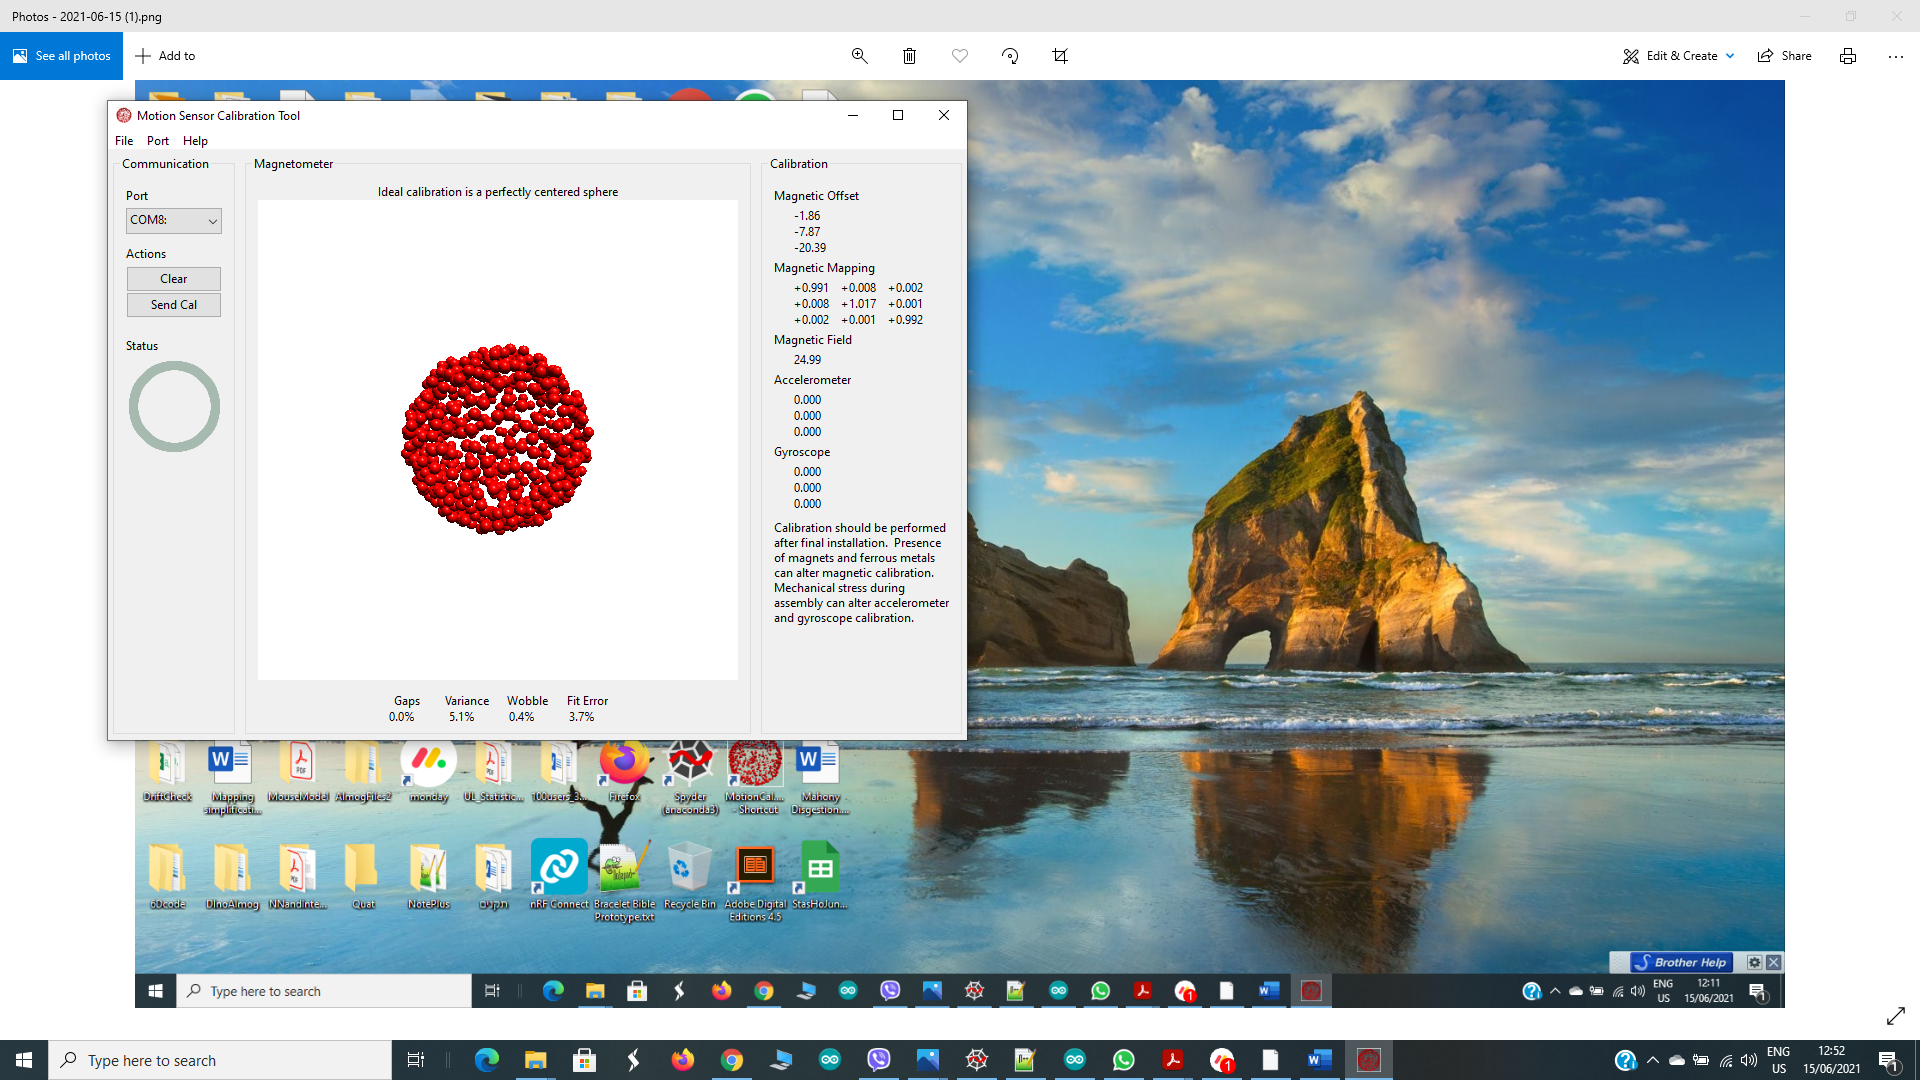 Photos - 2021-06-15 (1).png
See all photos
Add to
Edit & Create
Share
Motion Sensor Calibration Tool
File Port Help
Communication
Port
COM8:
Actions
Clear
Send Cal
Status
Magnetometer
Ideal calibration is a perfectly centered sphere
Gaps Variance Wobble Fit Error
0.0% 5.1% 0.4% 3.7%
Calibration
Magnetic Offset
-1.86
-7.87
-20.39
Magnetic Mapping
+0.991 +0.008 +0.002
+0.008 +1.017 +0.001
+0.002 +0.001 +0.992
Magnetic Field
24.99
Accelerometer
0.000
0.000
0.000
Gyroscope
0.000
0.000
0.000
Calibration should be performed
after final installation. Presence
of magnets and ferrous metals
can alter magnetic calibration.
Mechanical stress during
assembly can alter accelerometer
and gyroscope calibration.
DriftCheck
Mapping
simplificati...
MouseModel
AlmogFiles2
monday
UL_Statistic...
100users_3...
Firefox
Spyder
(anaconda3)
MotionCal...
- Shortcut
Mahony
Disgestion....
6Dcode
DinoAlmog
NNandInte...
Quat
NotePlus
תקנים
nRF Connect
Bracelet Bible
Prototype.txt
Recycle Bin
Adobe Digital
Editions 4.5
StasHoJun...
Brother Help
Type here to search
ENG
US
12:11
15/06/2021
Type here to search
ENG
US
12:52
15/06/2021